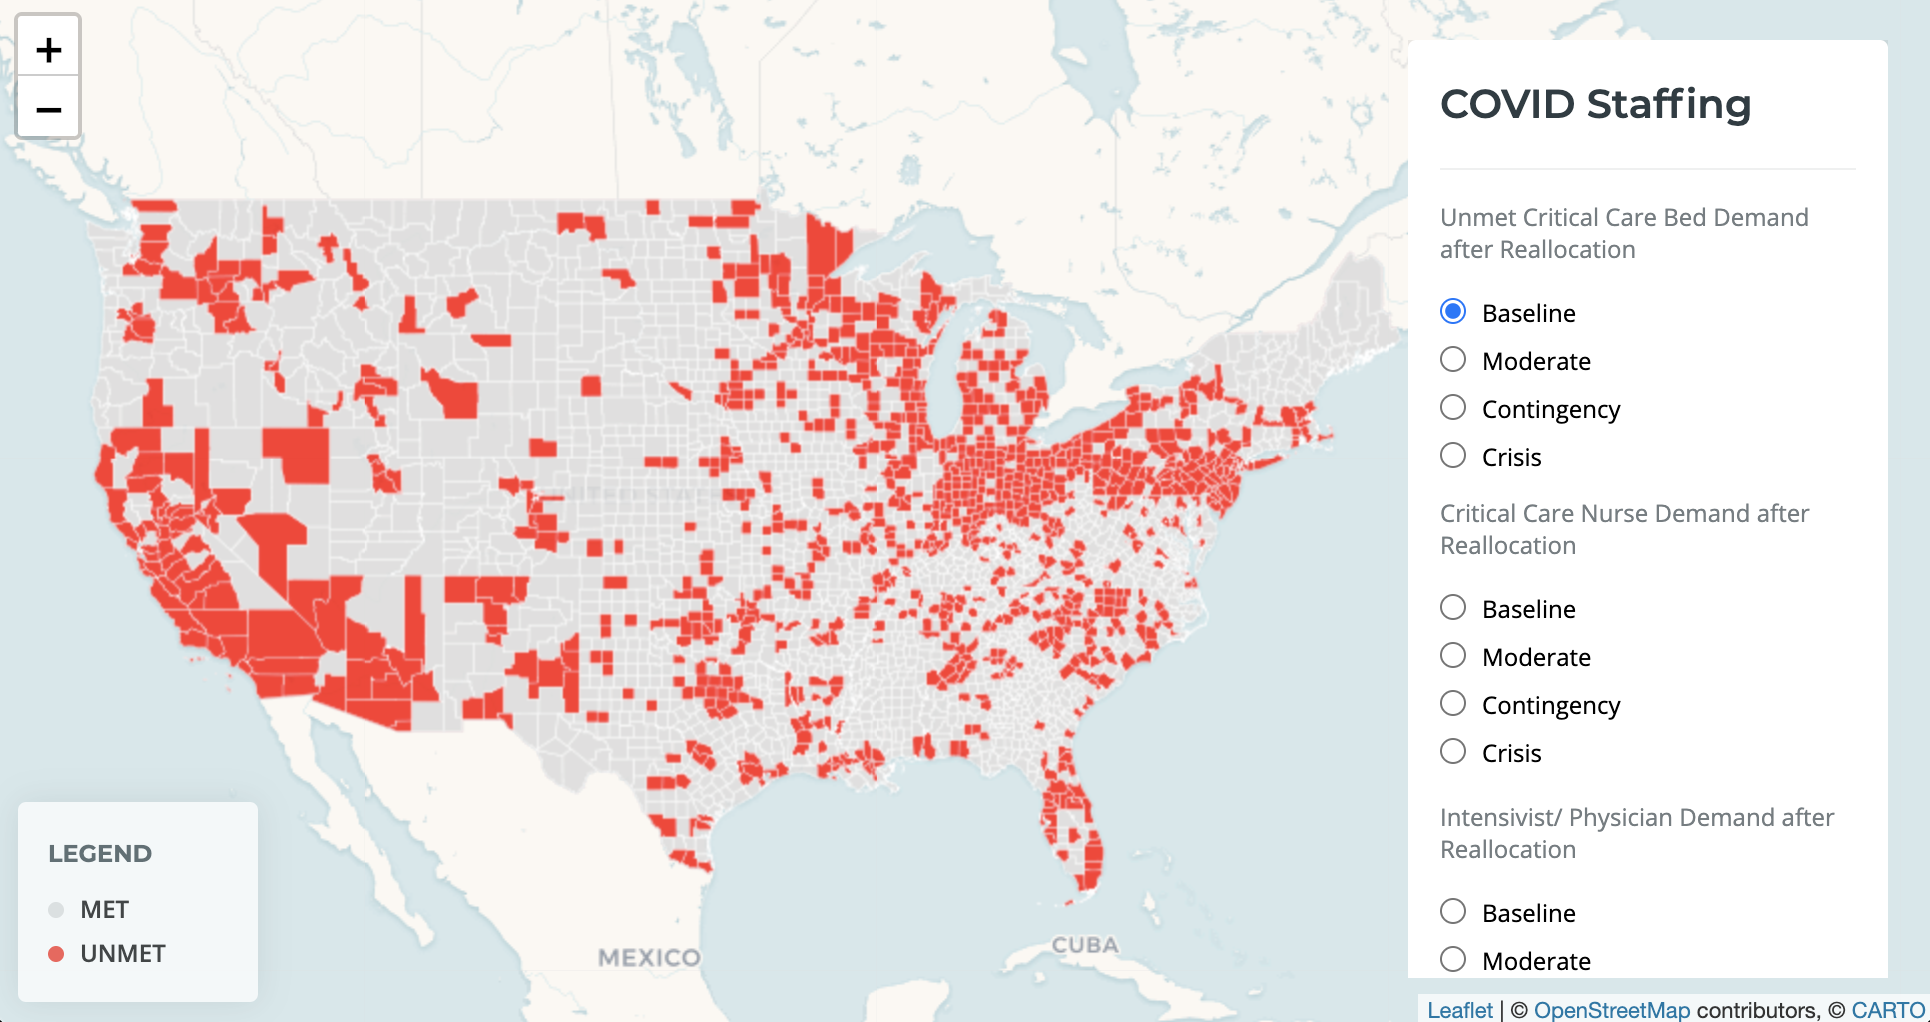 +
−
COVID Staffing
Unmet Critical Care Bed Demand
after Reallocation
Baseline
Moderate
Contingency
Crisis
Critical Care Nurse Demand after
Reallocation
Baseline
Moderate
Contingency
Crisis
Intensivist/ Physician Demand after
Reallocation
Baseline
Moderate
LEGEND
MET
UNMET
MEXICO
CUBA
Leaflet | © OpenStreetMap contributors, © CARTO